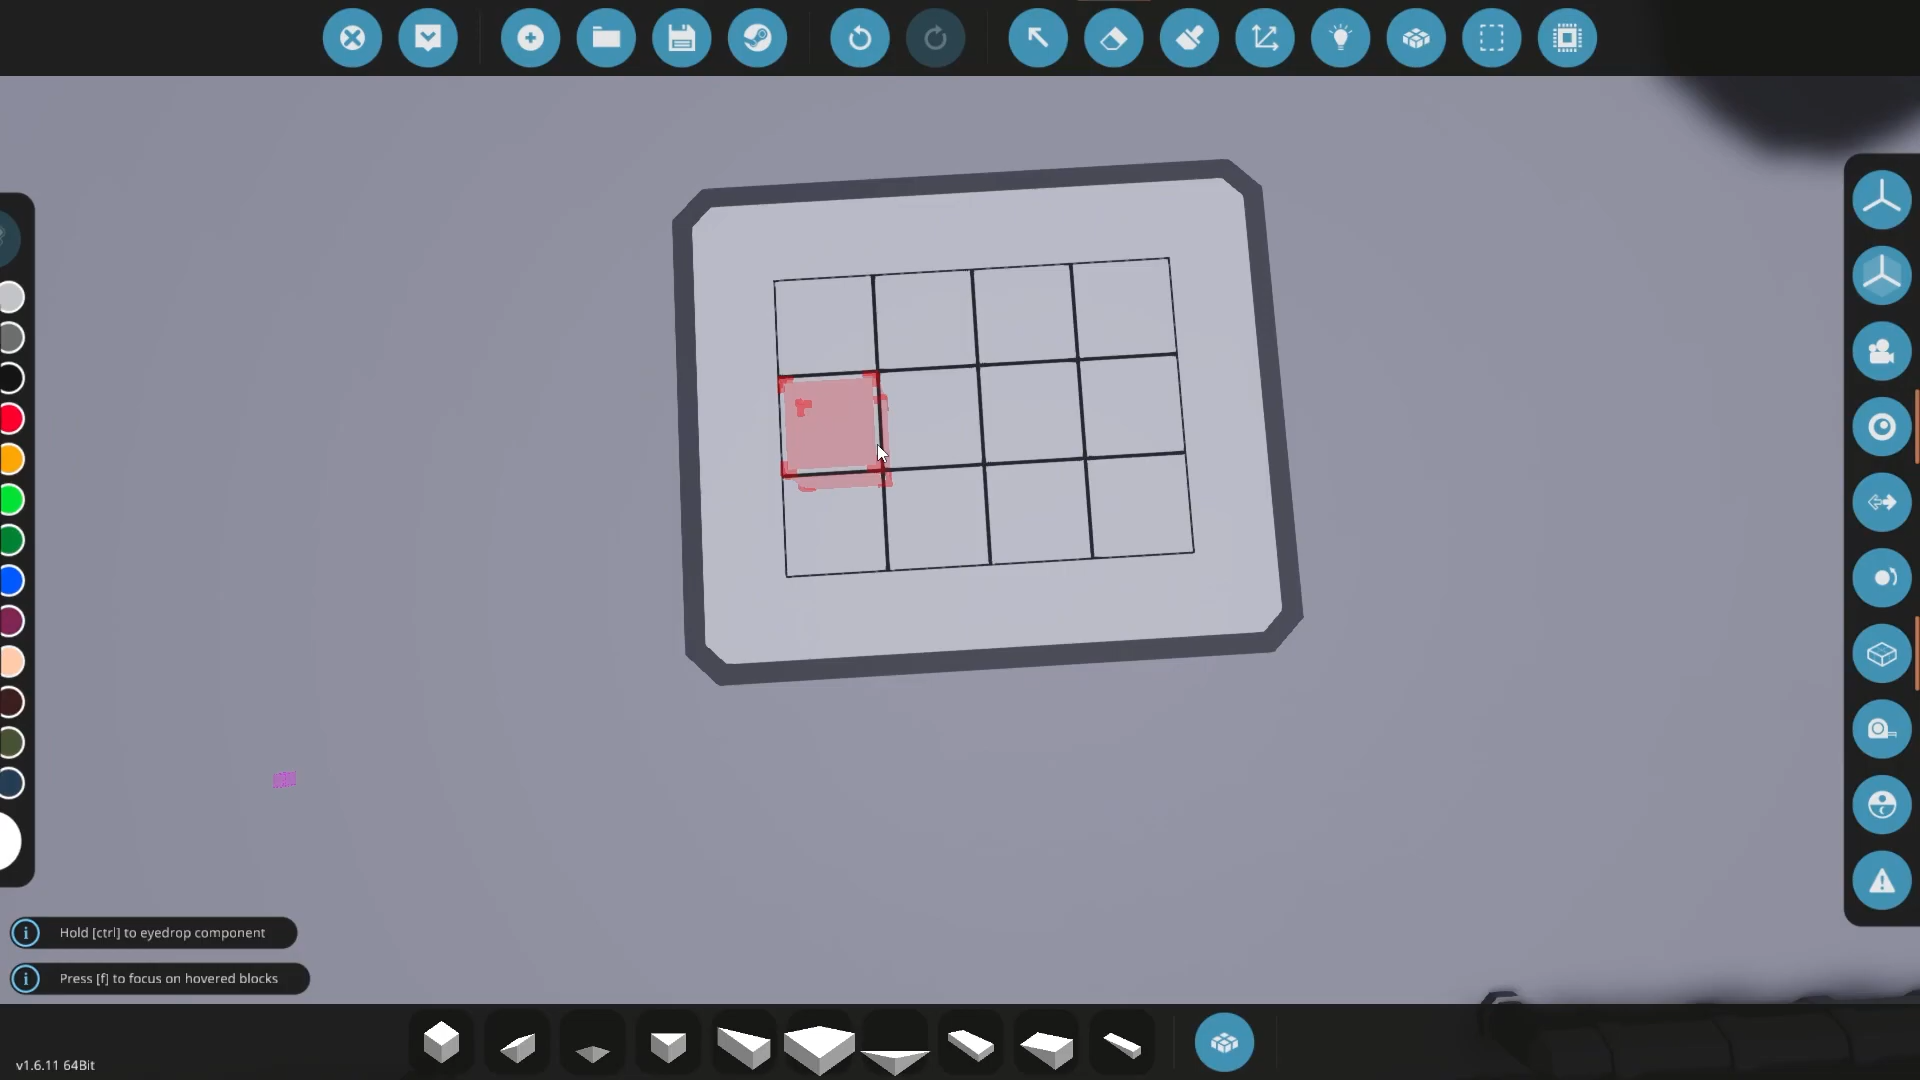 Hold [ctrl] to eyedrop component
Press [f] to focus on hovered blocks
v1.6.11 64Bit